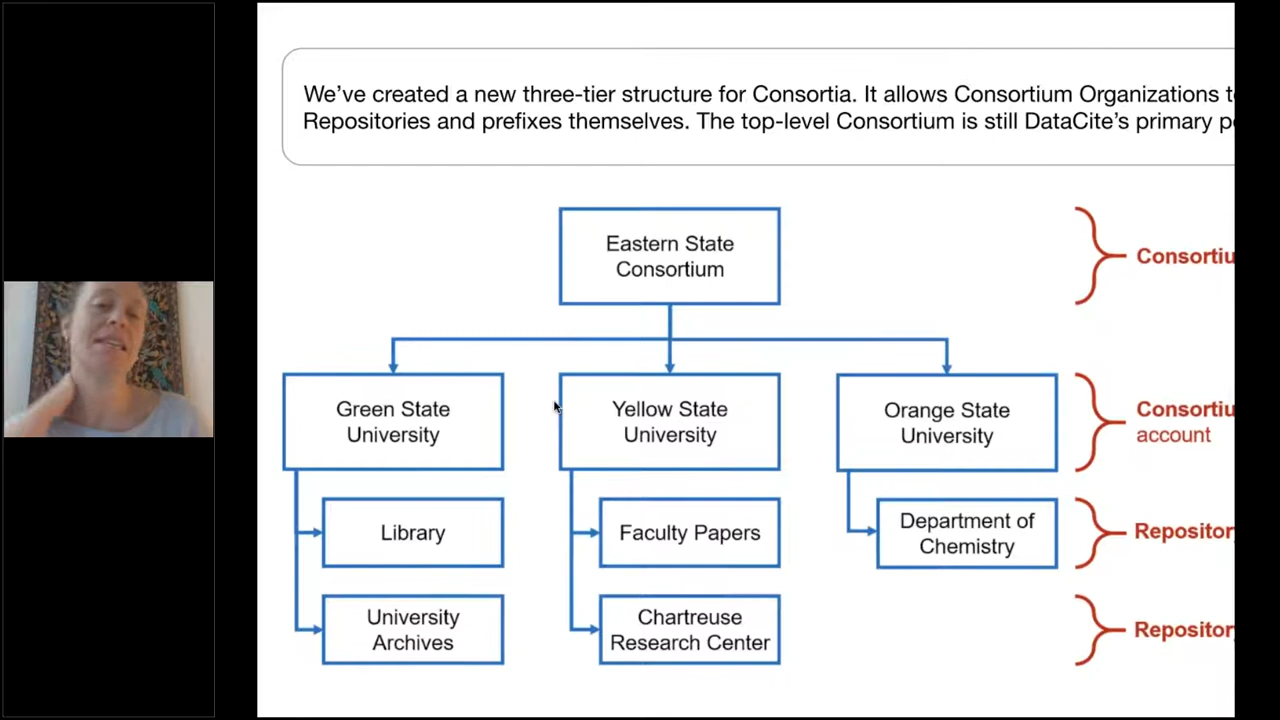 We've created a new three-tier structure for Consortia. It allows Consortium Organizations
Repositories and prefixes themselves. The top-level Consortium is still DataCite's primary
Eastern State
Consortium
Green State
University
Yellow State
University
Orange State
University
account
Library
Faculty Papers
Department of
Chemistry
University
Archives
Chartreuse
Research Center